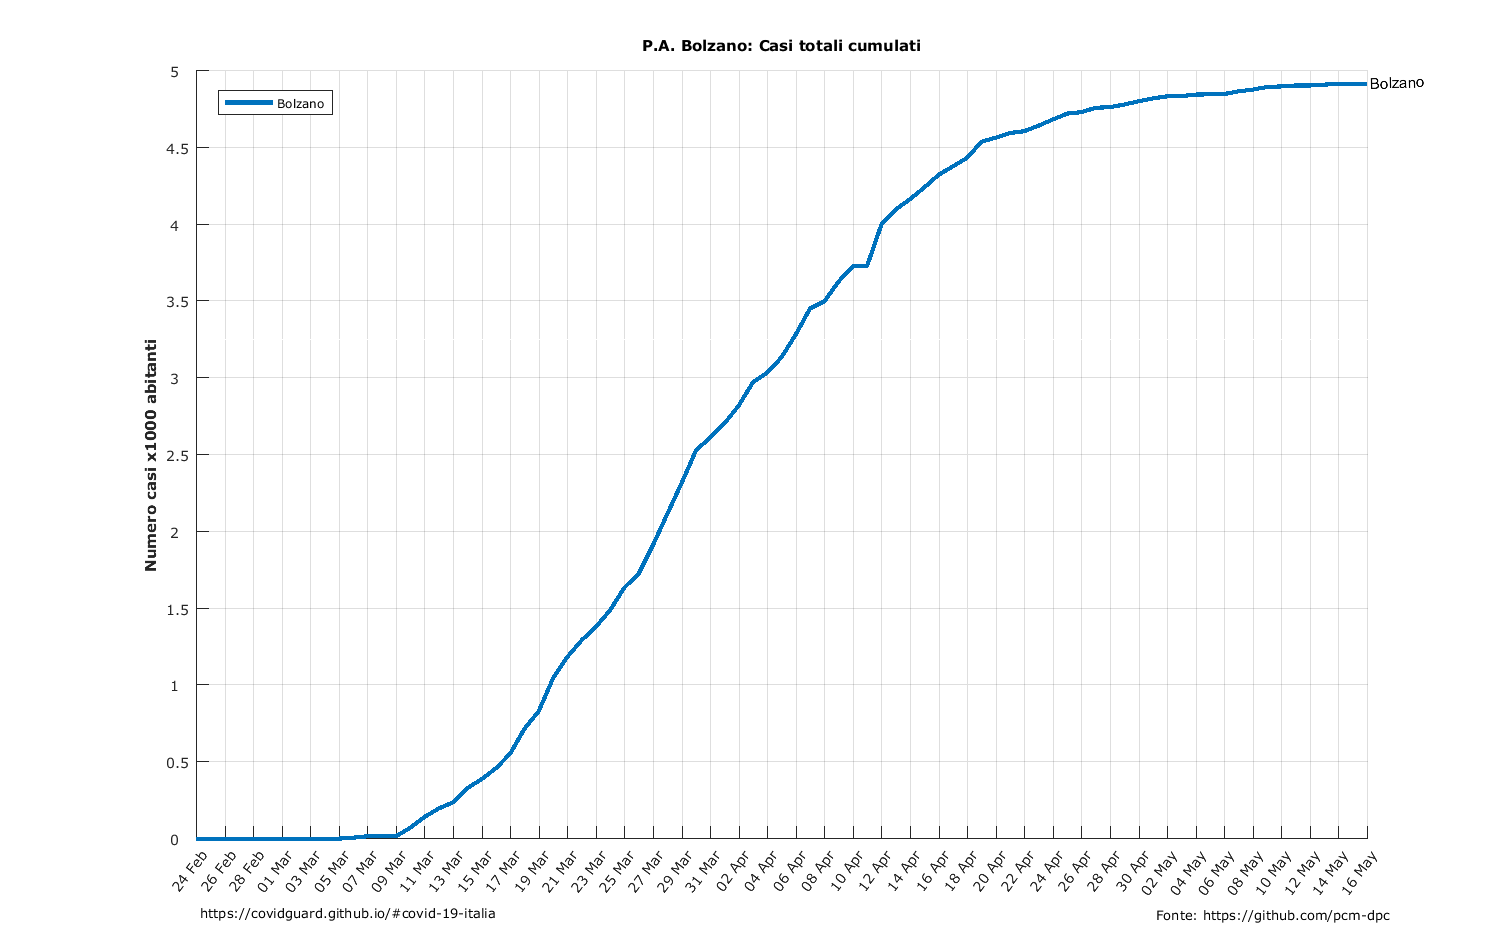 P.A. Bolzano: Casi totali cumulati
5
Bolzano
Bolzano
4.5
4
3.5
3
2.5
2
1.5
1
0.5
0
Numero casi x1000 abitanti
24 Feb
26 Feb
28 Feb
01 Mar
03 Mar
05 Mar
07 Mar
09 Mar
11 Mar
13 Mar
15 Mar
17 Mar
19 Mar
21 Mar
23 Mar
25 Mar
27 Mar
29 Mar
31 Mar
02 Apr
04 Apr
06 Apr
08 Apr
10 Apr
12 Apr
14 Apr
16 Apr
18 Apr
20 Apr
22 Apr
24 Apr
26 Apr
28 Apr
30 Apr
02 May
04 May
06 May
08 May
10 May
12 May
14 May
16 May
https://covidguard.github.io/#covid-19-italia
Fonte: https://github.com/pcm-dpc